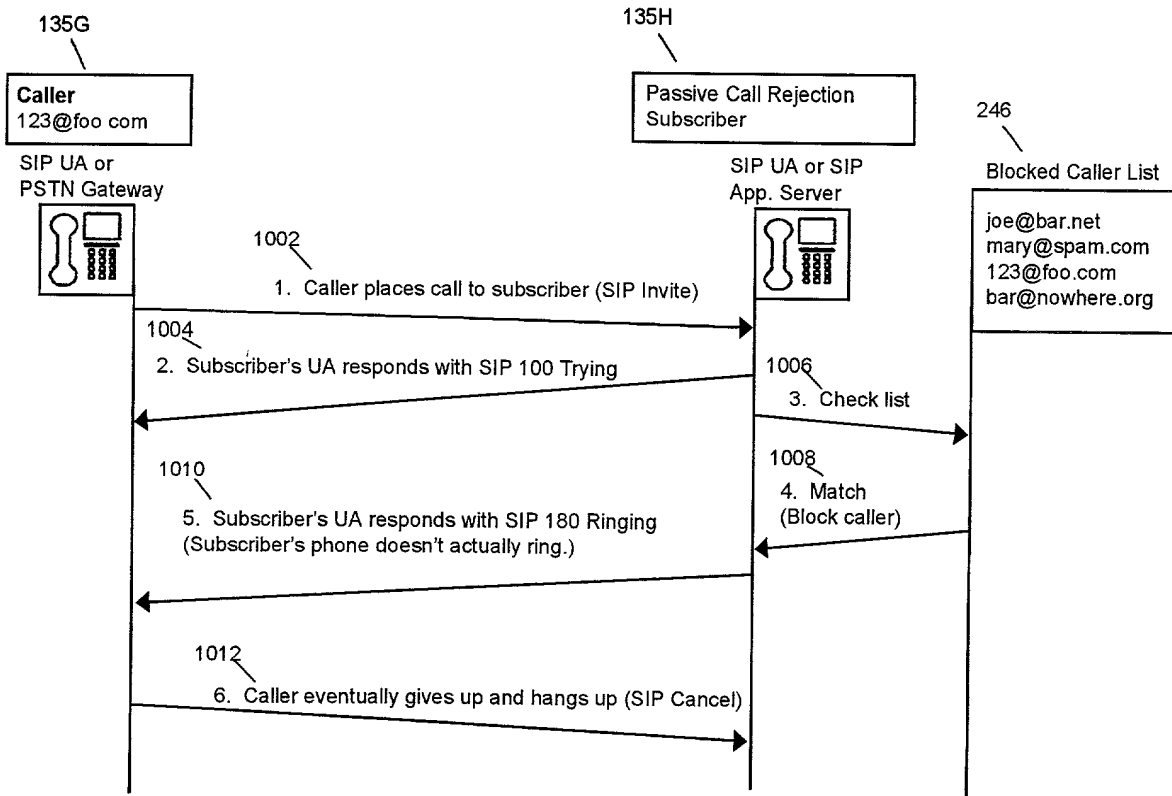 135G
135H
Caller
123@foo com
Passive Call Rejection
Subscriber
246
SIP UA or
PSTN Gateway
SIP UA or SIP
App. Server
Blocked Caller List
joe@bar.net
mary@spam.com
123@foo.com
bar@nowhere.org
1002
1. Caller places call to subscriber (SIP Invite)
1004
2. Subscriber's UA responds with SIP 100 Trying
1006
3. Check list
1008
4. Match
(Block caller)
1010
5. Subscriber's UA responds with SIP 180 Ringing
(Subscriber's phone doesn't actually ring.)
1012
6. Caller eventually gives up and hangs up (SIP Cancel)